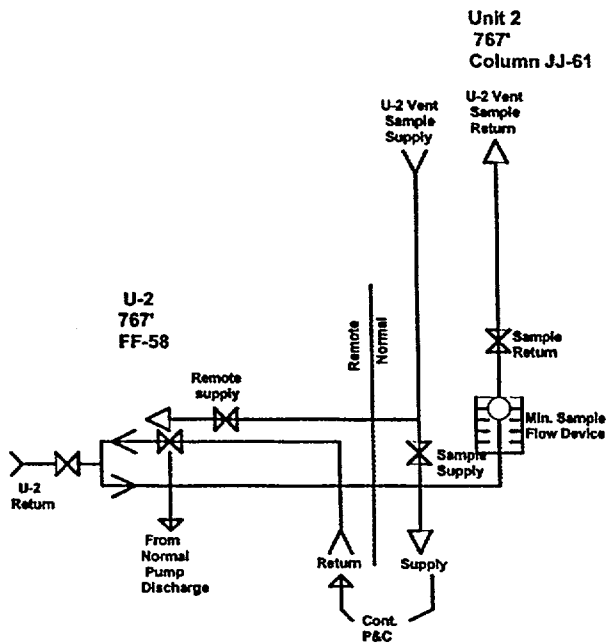 Unit 2
767'
Column JJ-61
U-2 Vent
Sample
Supply
U-2 Vent
Sample
Return
U-2
767'
FF-58
Remote
Normal
Sample
Return
Remote
supply
Min. Sample
Flow Device
Sample
Supply
U-2
Return
From
Normal
Pump
Discharge
Return
Supply
Cont.
P&C